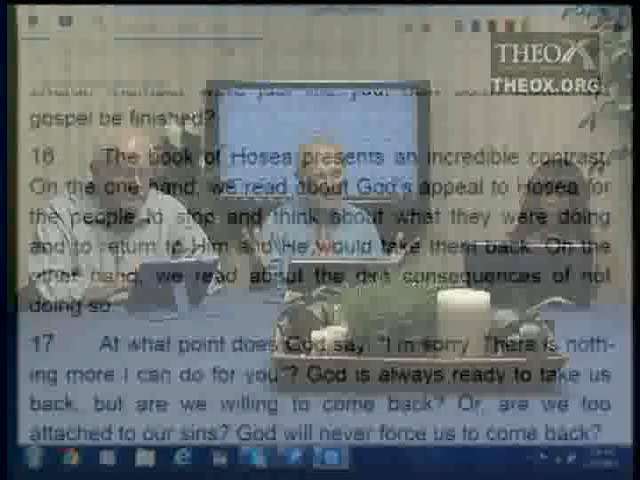 THEOX
THEOX.ORG
gospel be finished?
16 The book of Hosea presents an incredible contrast.
On the one hand, we read about God's appeal to Hosea for
the people to stop and think about what they were doing
and to return to Him and He would take them back. On the
other hand, we read about the dire consequences of not
doing so.
17 At what point does God say, "I'm sorry. There is noth-
ing more I can do for you"? God is always ready to take us
back, but are we willing to come back? Or, are we too
attached to our sins? God will never force us to come back?